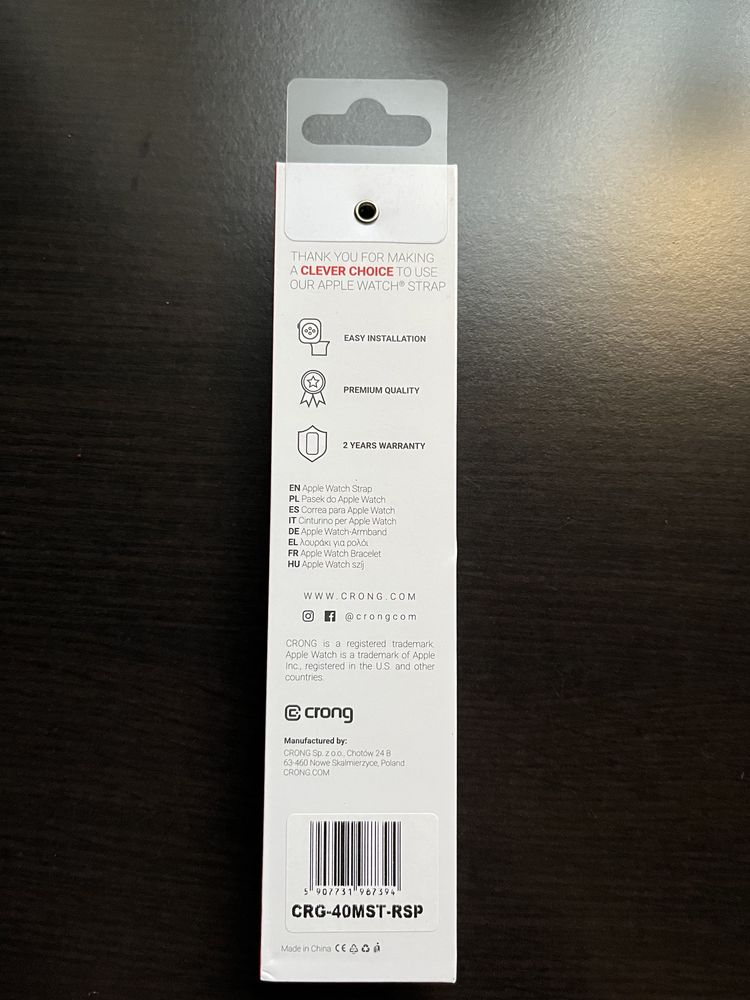 THANK YOU FOR MAKING
A CLEVER CHOICE TO USE
OUR APPLE WATCH® STRAP
EASY INSTALLATION
PREMIUM QUALITY
2 YEARS WARRANTY
EN Apple Watch Strap
PL Pasek do Apple Watch
ES Correa para Apple Watch
IT Cinturino per Apple Watch
DE Apple Watch-Armband
EL λουράκι για ρολόι
FR Apple Watch Bracelet
HU Apple Watch szíj
WWW.CRONG.COM
@crongcom
CRONG is a registered trademark.
Apple Watch is a trademark of Apple
Inc., registered in the U.S. and other
countries.
crong
Manufactured by:
CRONG Sp. z o.o., Chotów 24 B
63-460 Nowe Skalmierzyce, Poland
CRONG.COM
5 907731 967394
CRG-40MST-RSP
Made in China CE